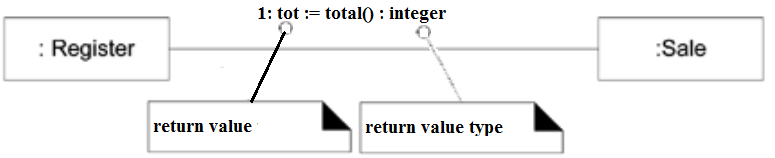 1: tot := total() : integer
: Register
:Sale
return value
return value type